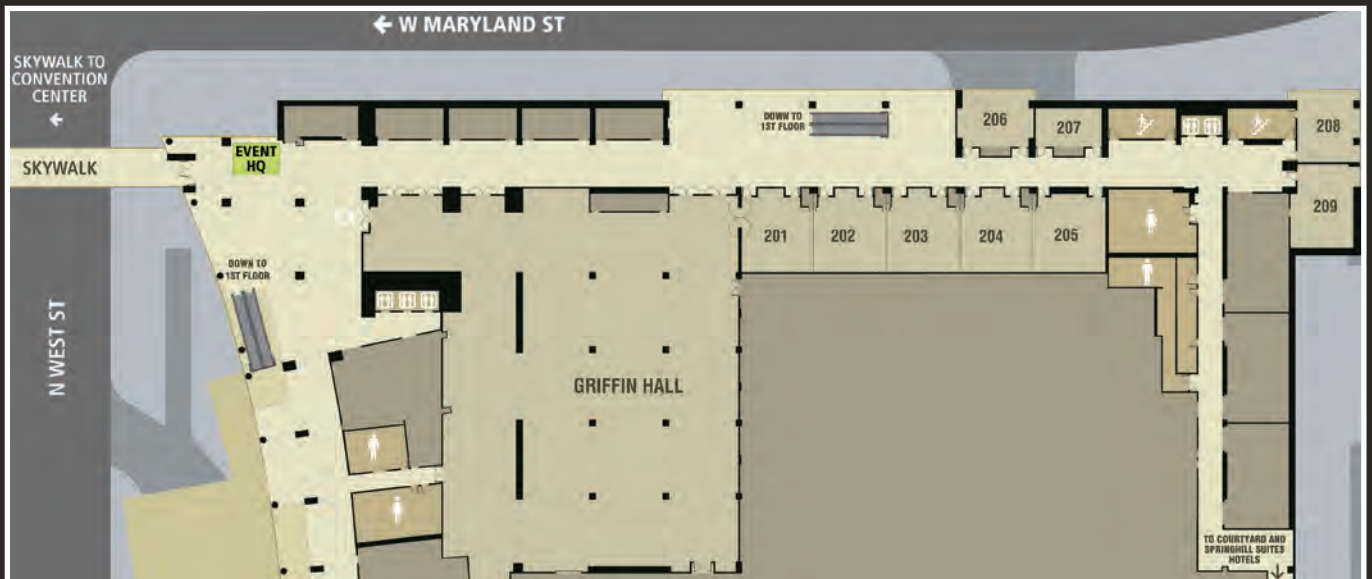 ← W MARYLAND ST
SKYWALK TO
CONVENTION
CENTER
←
SKYWALK
EVENT
HQ
DOWN TO
1ST FLOOR
206
207
208
209
201
202
203
204
205
DOWN TO
1ST FLOOR
N WEST ST
GRIFFIN HALL
TO COURTYARD AND
SPRINGHILL SUITES
HOTELS